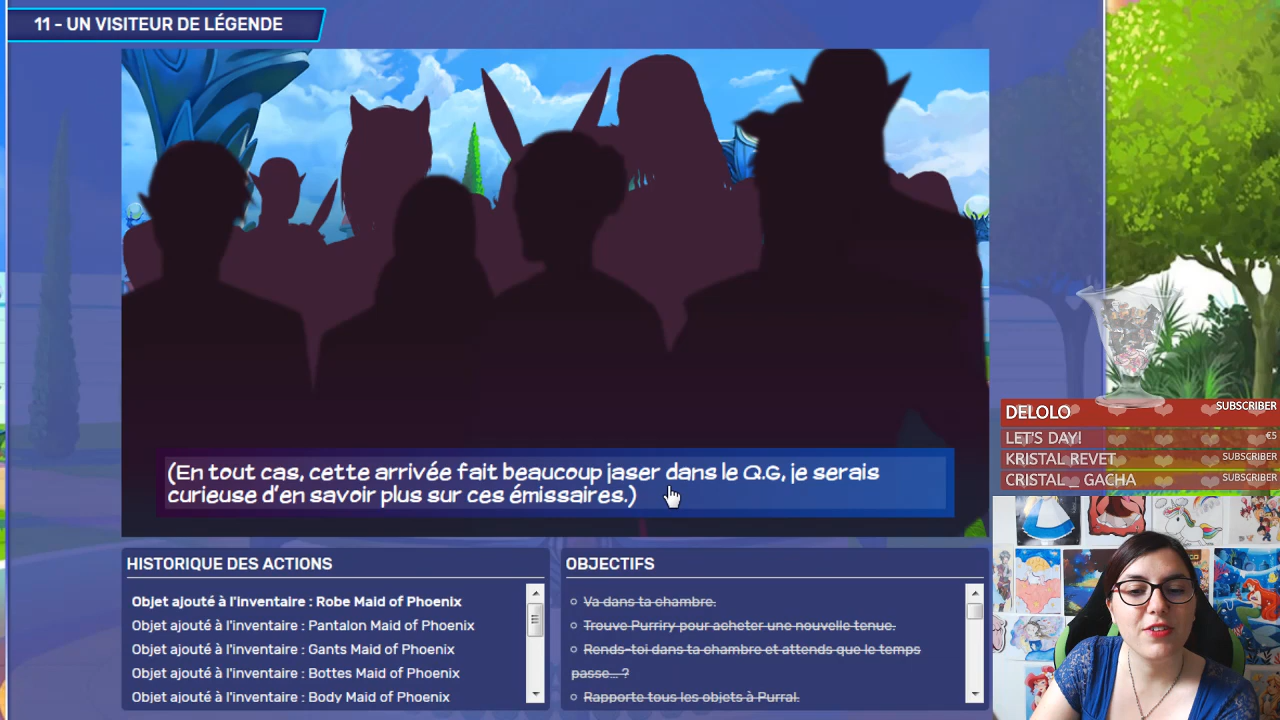 11 - UN VISITEUR DE LÉGENDE
(En tout cas, cette arrivée fait beaucoup jaser dans le Q.G, je serais
curieuse d'en savoir plus sur ces émissaires.)
HISTORIQUE DES ACTIONS
Objet ajouté à l'inventaire : Robe Maid of Phoenix
Objet ajouté à l'inventaire : Pantalon Maid of Phoenix
Objet ajouté à l'inventaire : Gants Maid of Phoenix
Objet ajouté à l'inventaire : Bottes Maid of Phoenix
Objet ajouté à l'inventaire : Body Maid of Phoenix
OBJECTIFS
Va dans ta chambre.
Trouve Purriry pour acheter une nouvelle tenue.
Rends-toi dans ta chambre et attends que le temps
passe... ?
Rapporte tous les objets à Purral.
DELOLO SUBSCRIBER
LET'S DAY! €5
KRISTAL REVET SUBSCRIBER
CRISTAL _ GACHA SUBSCRIBER